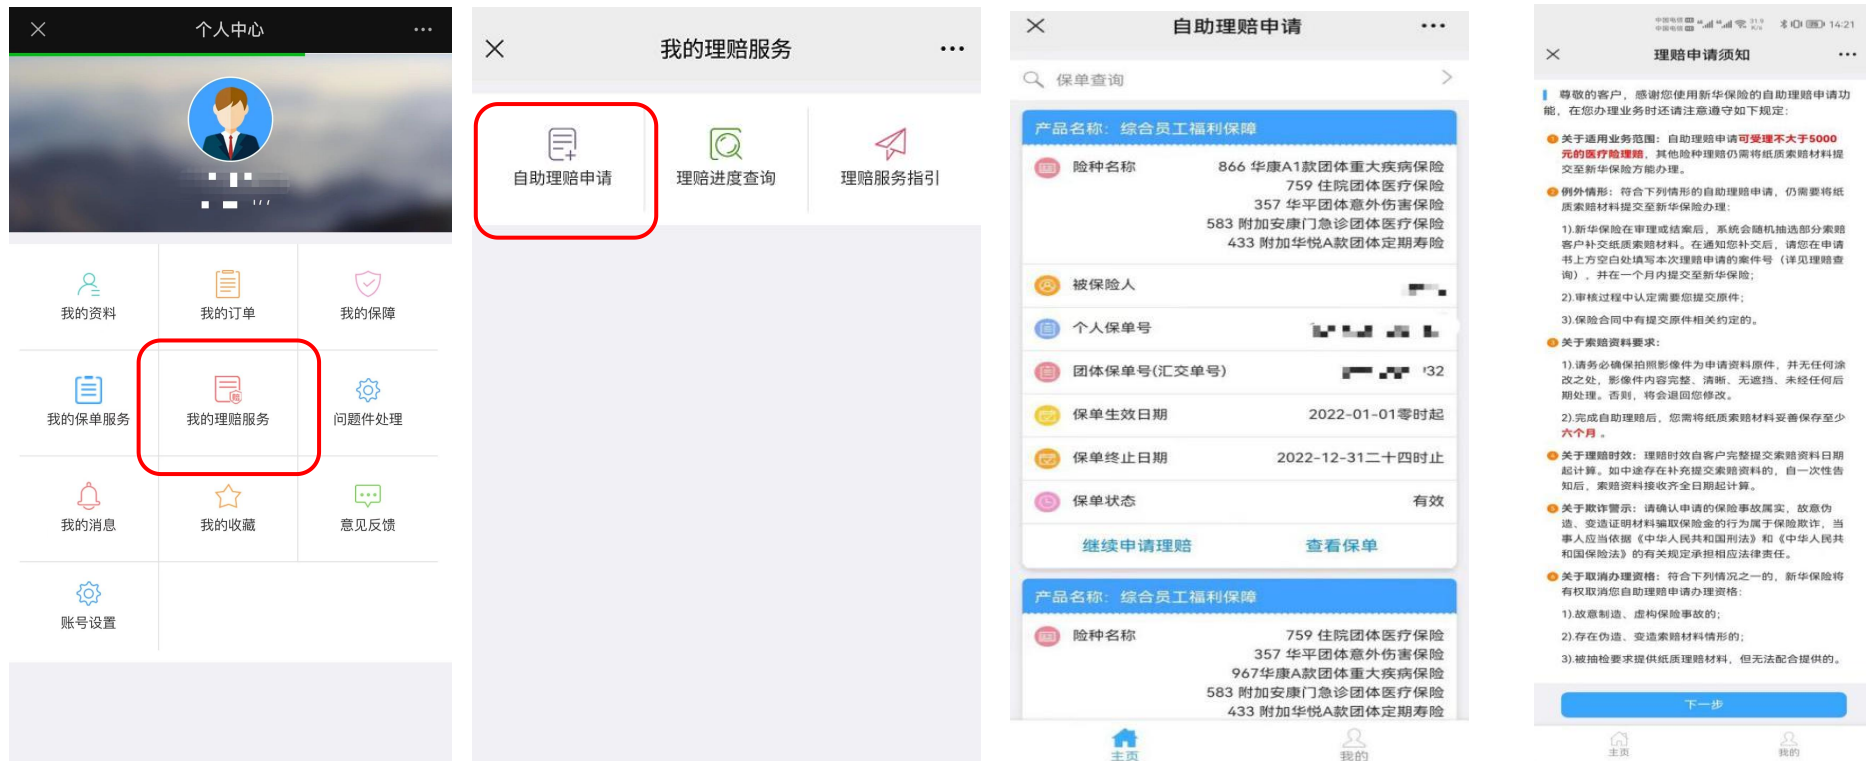 个人中心
我的资料
我的订单
我的保障
我的保单服务
我的理赔服务
问题件处理
我的消息
我的收藏
意见反馈
账号设置
我的理赔服务
自助理赔申请
理赔进度查询
理赔服务指引
自助理赔申请
保单查询
产品名称: 综合员工福利保障
险种名称
866 华康A1款团体重大疾病保险
759 住院团体医疗保险
357 华平团体意外伤害保险
583 附加安康门急诊团体医疗保险
433 附加华悦A款团体定期寿险
被保险人
个人保单号
团体保单号(汇交单号)
32
保单生效日期
2022-01-01零时起
保单终止日期
2022-12-31二十四时止
保单状态
有效
继续申请理赔
查看保单
产品名称: 综合员工福利保障
险种名称
759 住院团体医疗保险
357 华平团体意外伤害保险
967华康A款团体重大疾病保险
583 附加安康门急诊团体医疗保险
433 附加华悦A款团体定期寿险
主页
我的
中国电信
中国电信
14:21
理赔申请须知
尊敬的客户，感谢您使用新华保险的自助理赔申请功
能，在您办理业务时还请注意遵守如下规定:
1 关于适用业务范围: 自助理赔申请可受理不大于5000
元的医疗险理赔，其他险种理赔仍需将纸质索赔材料提
交至新华保险方能办理。
2 例外情形: 符合下列情形的自助理赔申请，仍需要将纸
质索赔材料提交至新华保险办理:
1).新华保险在审理或结案后，系统会随机抽选部分索赔
客户补交纸质索赔材料。在通知您补交后，请您在申请
书上方空白处填写本次理赔申请的案件号（详见理赔查
询），并在一个月内提交至新华保险;
2).审核过程中认定需要您提交原件;
3).保险合同中有提交原件相关约定的。
3 关于索赔资料要求:
1).请务必确保拍照影像件为申请资料原件，并无任何涂
改之处，影像件内容完整、清晰、无遮挡、未经任何后
期处理。否则，将会退回您修改。
2).完成自助理赔后，您需将纸质索赔材料妥善保存至少
六个月。
4 关于理赔时效: 理赔时效自客户完整提交索赔资料日期
起计算。如中途存在补充提交索赔资料的，自一次性告
知后，索赔资料接收齐全日期起计算。
5 关于欺诈警示: 请确认申请的保险事故属实，故意伪
造、变造证明材料骗取保险金的行为属于保险欺诈，当
事人应当依据《中华人民共和国刑法》和《中华人民共
和国保险法》的有关规定承担相应法律责任。
6 关于取消办理资格: 符合下列情况之一的，新华保险将
有权取消您自助理赔申请办理资格:
1).故意制造、虚构保险事故的;
2).存在伪造、变造索赔材料情形的;
3).被抽检要求提供纸质理赔材料，但无法配合提供的。
下一步
主页
我的